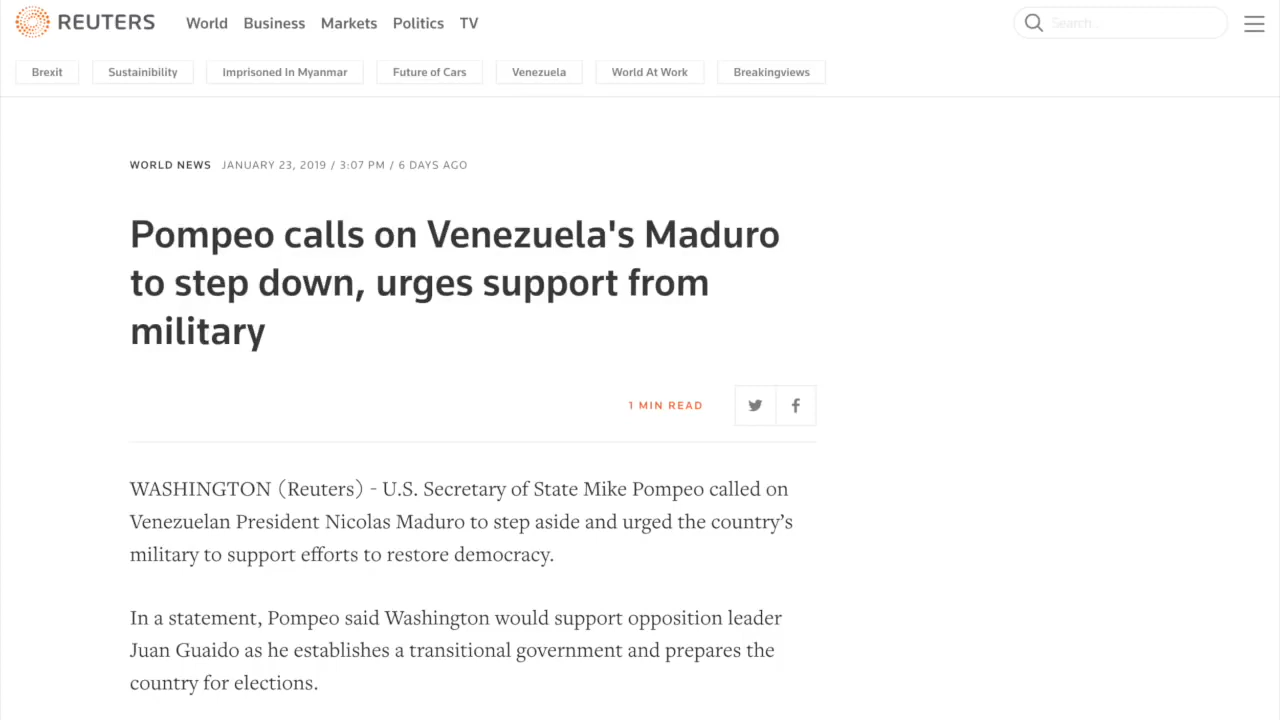 REUTERS World Business Markets Politics TV Search...
Brexit Sustainibility Imprisoned In Myanmar Future of Cars Venezuela World At Work Breakingviews
WORLD NEWS JANUARY 23, 2019 / 3:07 PM / 6 DAYS AGO
Pompeo calls on Venezuela's Maduro
to step down, urges support from
military
1 MIN READ
WASHINGTON (Reuters) - U.S. Secretary of State Mike Pompeo called on
Venezuelan President Nicolas Maduro to step aside and urged the country’s
military to support efforts to restore democracy.
In a statement, Pompeo said Washington would support opposition leader
Juan Guaido as he establishes a transitional government and prepares the
country for elections.